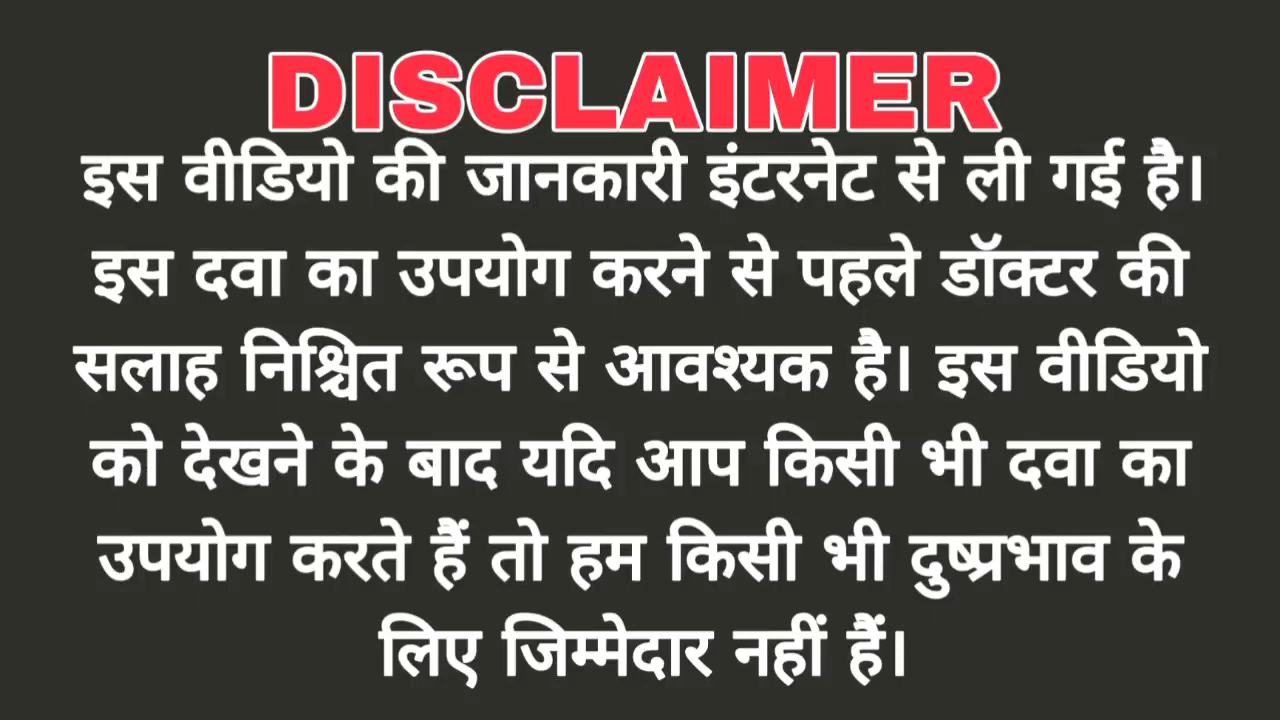 DISCLAIMER
इस वीडियो की जानकारी इंटरनेट से ली गई है।
इस दवा का उपयोग करने से पहले डॉक्टर की
सलाह निश्चित रूप से आवश्यक है। इस वीडियो
को देखने के बाद यदि आप किसी भी दवा का
उपयोग करते हैं तो हम किसी भी दुष्प्रभाव के
लिए जिम्मेदार नहीं हैं।